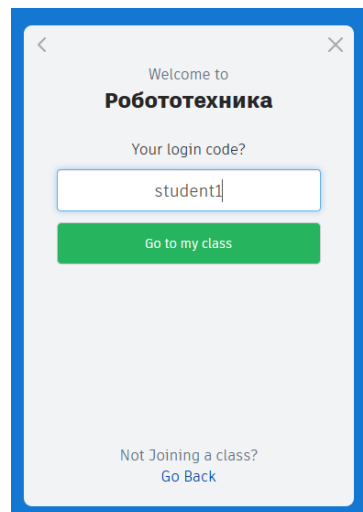 Welcome to
Робототехника
Your login code?
student1
Go to my class
Not Joining a class?
Go Back